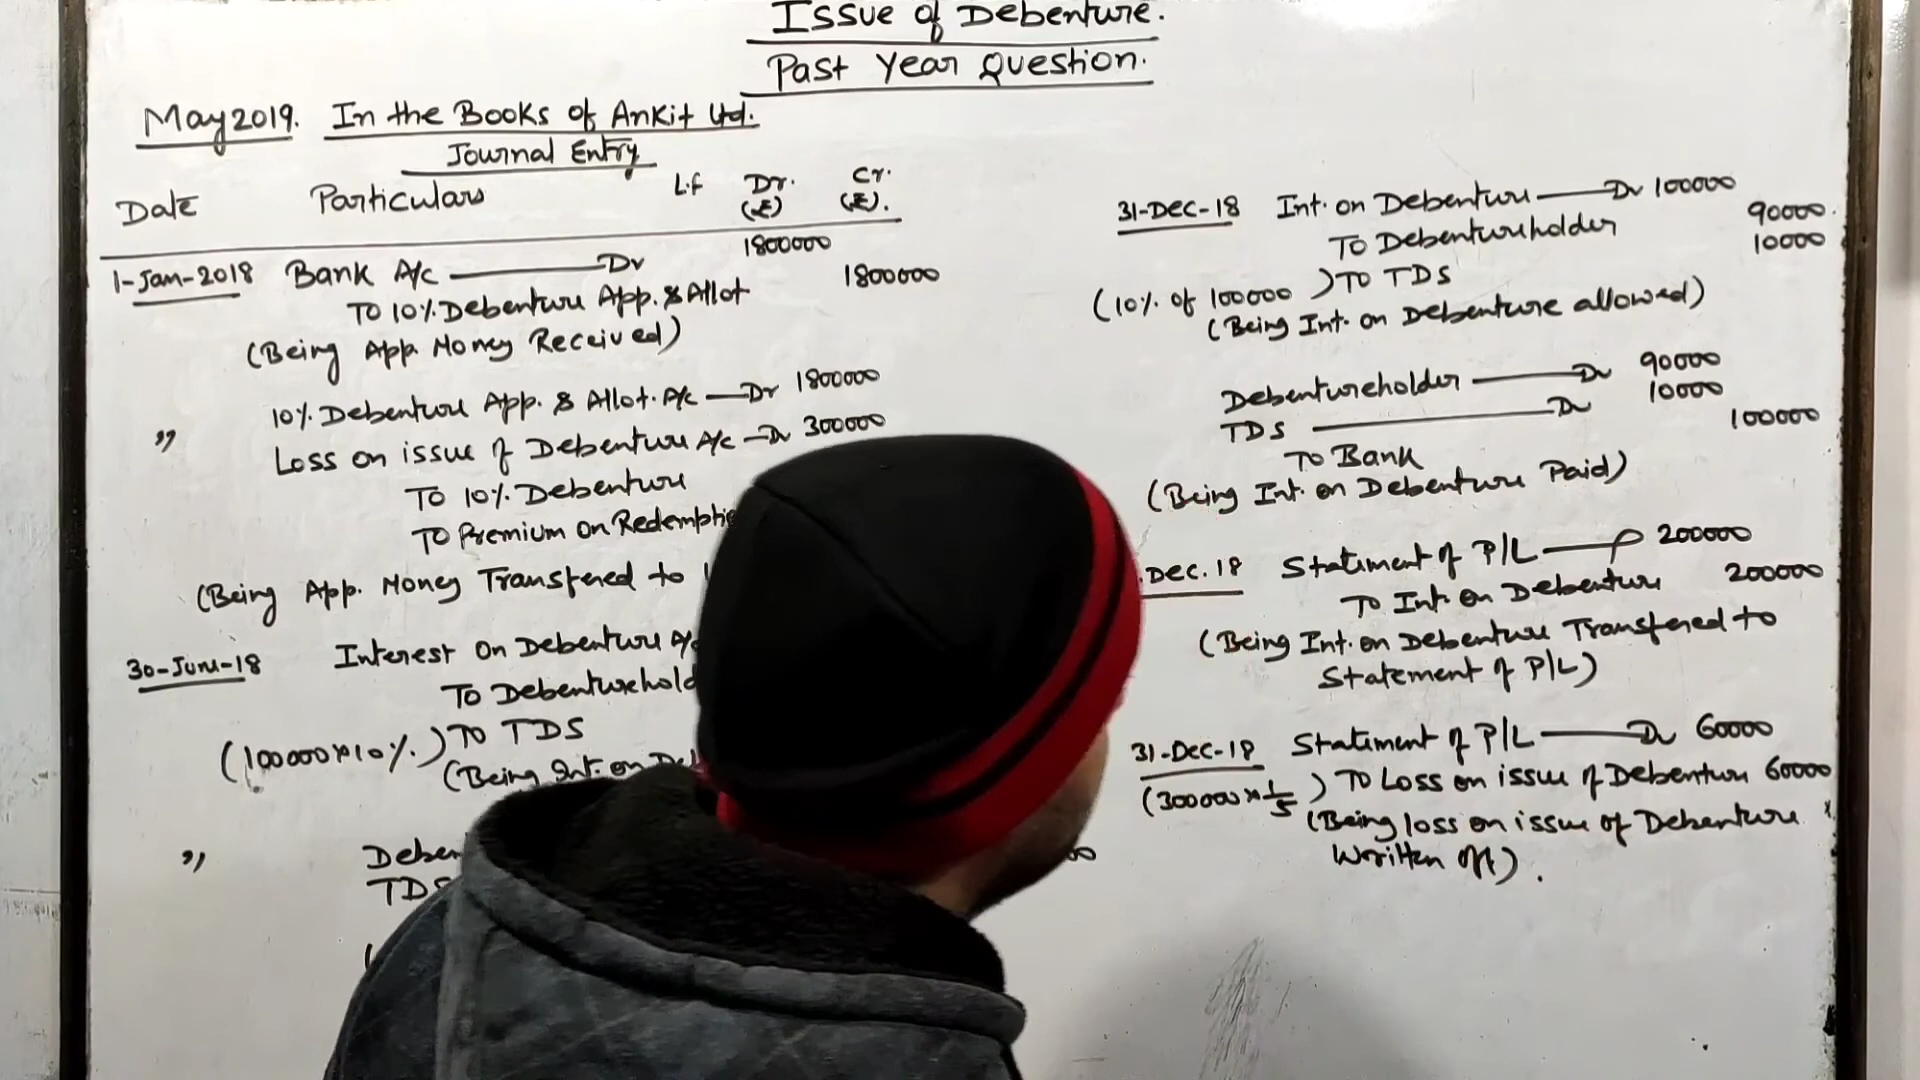 Issue of Debenture.
Past Year Question.
May 2019. In the Books of Ankit Ltd.
Journal Entry
Date Particulars L.f Dr. (₹) Cr. (₹).
1-Jan-2018 Bank A/c Dr 1800000
To 10% Debenture App. & Allot 1800000
(Being App. Money Received)
" 10% Debenture App. & Allot. A/c Dr 1800000
Loss on issue of Debenture A/c Dr 300000
To 10% Debenture
To Premium on
(Being App. Money Transfered to
30-June-18 Interest on Debenture
To
(100000×10%.) To TDS
(Being Int. on
"
TDS
31-Dec-18 Int. on Debenture Dr 100000
To Debentureholder 90000.
10000
(10% of 100000) To TDS
(Being Int. on Debenture allowed)
Debentureholder Dr 90000
TDS Dr 10000
To Bank 100000
(Being Int. on Debenture Paid)
Dec. 18 Statement of P/L 200000
To Int. on Debenture 200000
(Being Int. on Debenture Transfered to
Statement of P/L)
31-Dec-18 Statement of P/L Dr 60000
(300000×1/5) To Loss on issue of Debenture 60000
(Being loss on issue of Debenture
Written off).